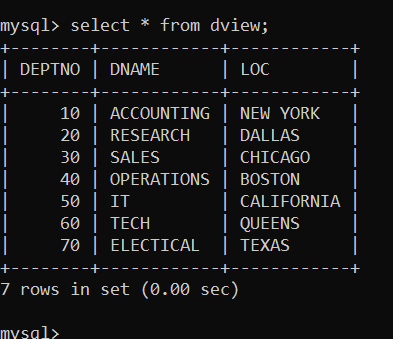 mysql> select * from dview;
+--------+------------+------------+
| DEPTNO | DNAME      | LOC        |
+--------+------------+------------+
|     10 | ACCOUNTING | NEW YORK   |
|     20 | RESEARCH   | DALLAS     |
|     30 | SALES      | CHICAGO    |
|     40 | OPERATIONS | BOSTON     |
|     50 | IT         | CALIFORNIA |
|     60 | TECH       | QUEENS     |
|     70 | ELECTICAL  | TEXAS      |
+--------+------------+------------+
7 rows in set (0.00 sec)
mysql>